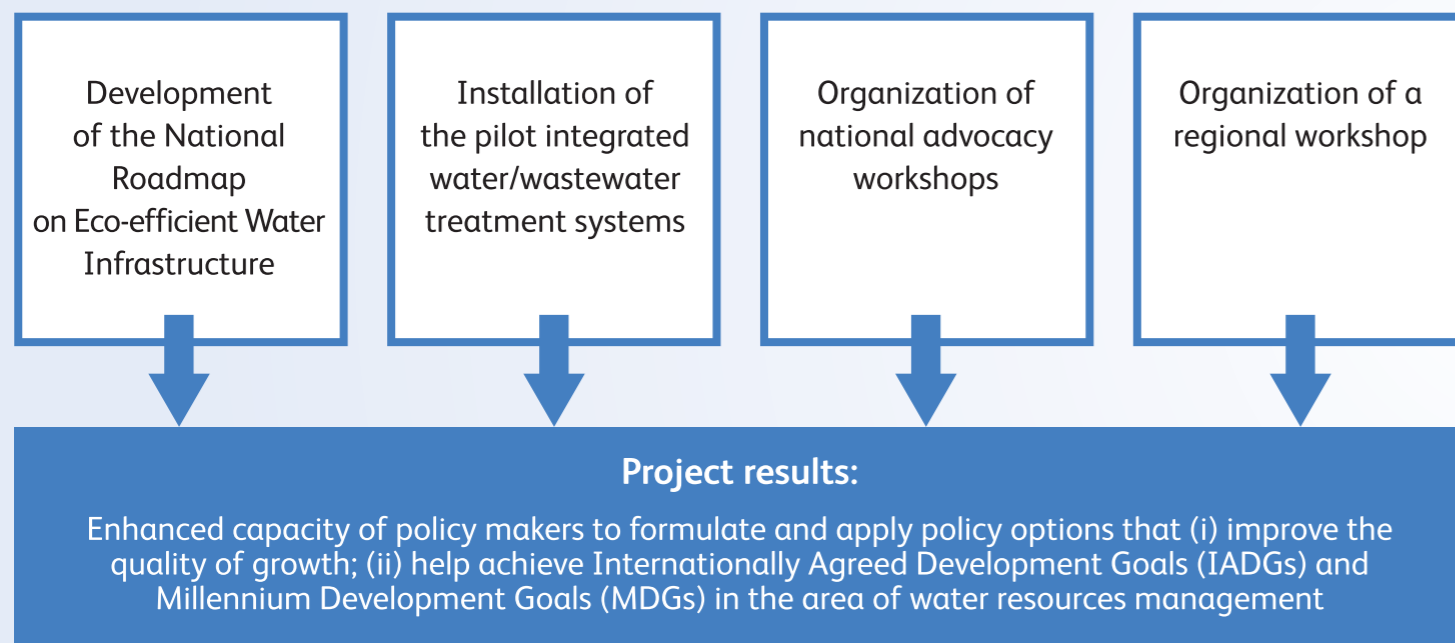 Development
of the National
Roadmap
on Eco-efficient Water
Infrastructure
Installation of
the pilot integrated
water/wastewater
treatment systems
Organization of
national advocacy
workshops
Organization of a
regional workshop
Project results:
Enhanced capacity of policy makers to formulate and apply policy options that (i) improve the
quality of growth; (ii) help achieve Internationally Agreed Development Goals (IADGs) and
Millennium Development Goals (MDGs) in the area of water resources management